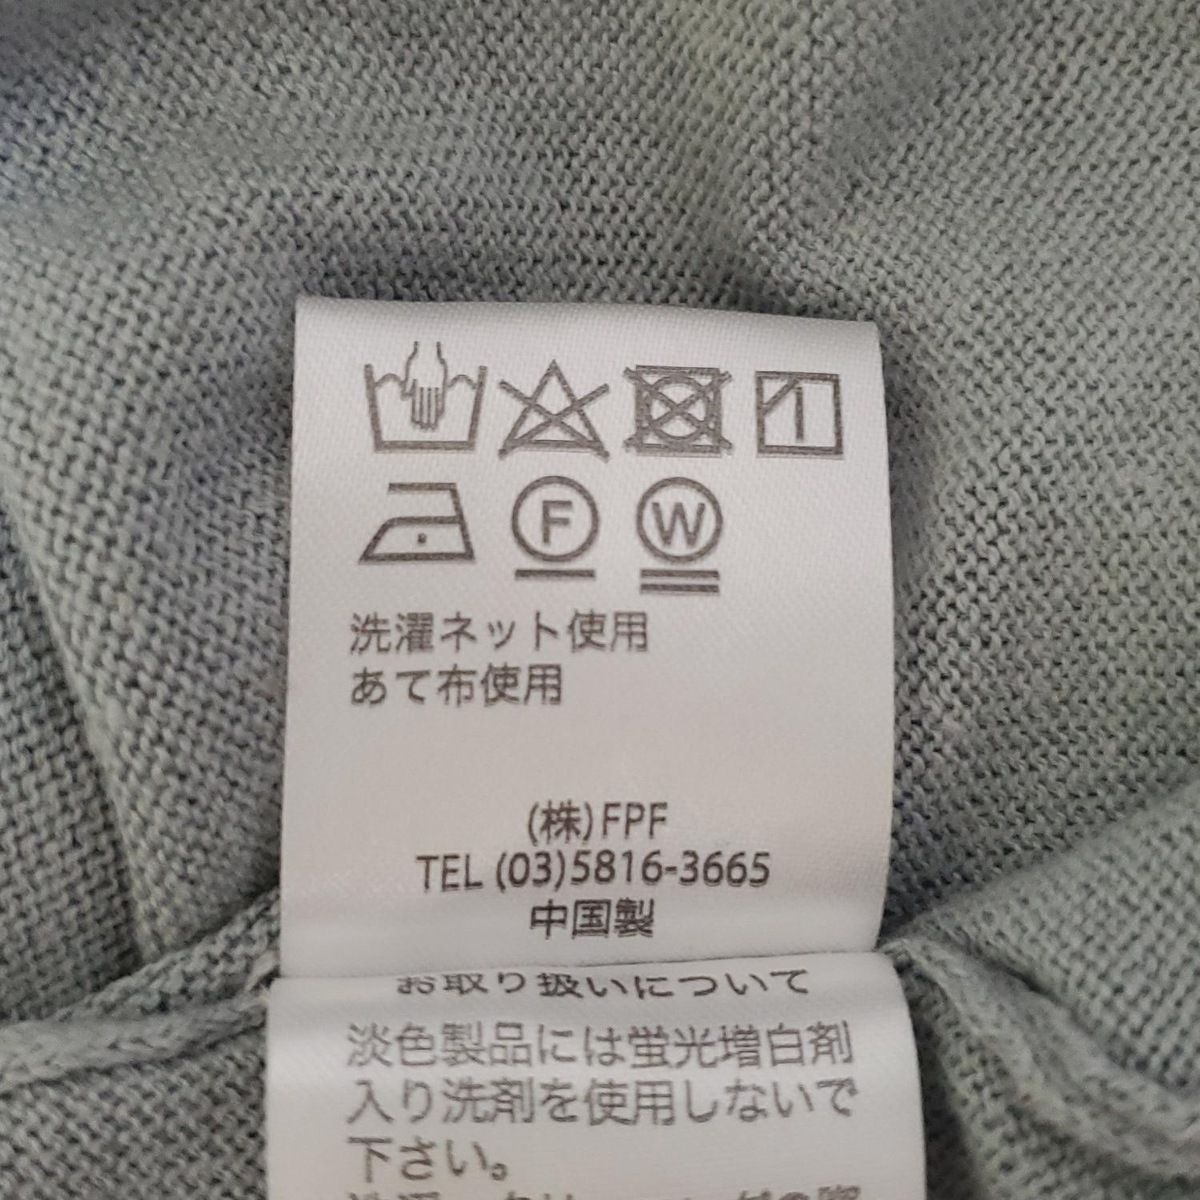 F W
洗濯ネット使用
あて布使用
(株)FPF
TEL (03)5816-3665
中国製
お取り扱いについて
淡色製品には蛍光増白剤
入り洗剤を使用しないで
下さい。